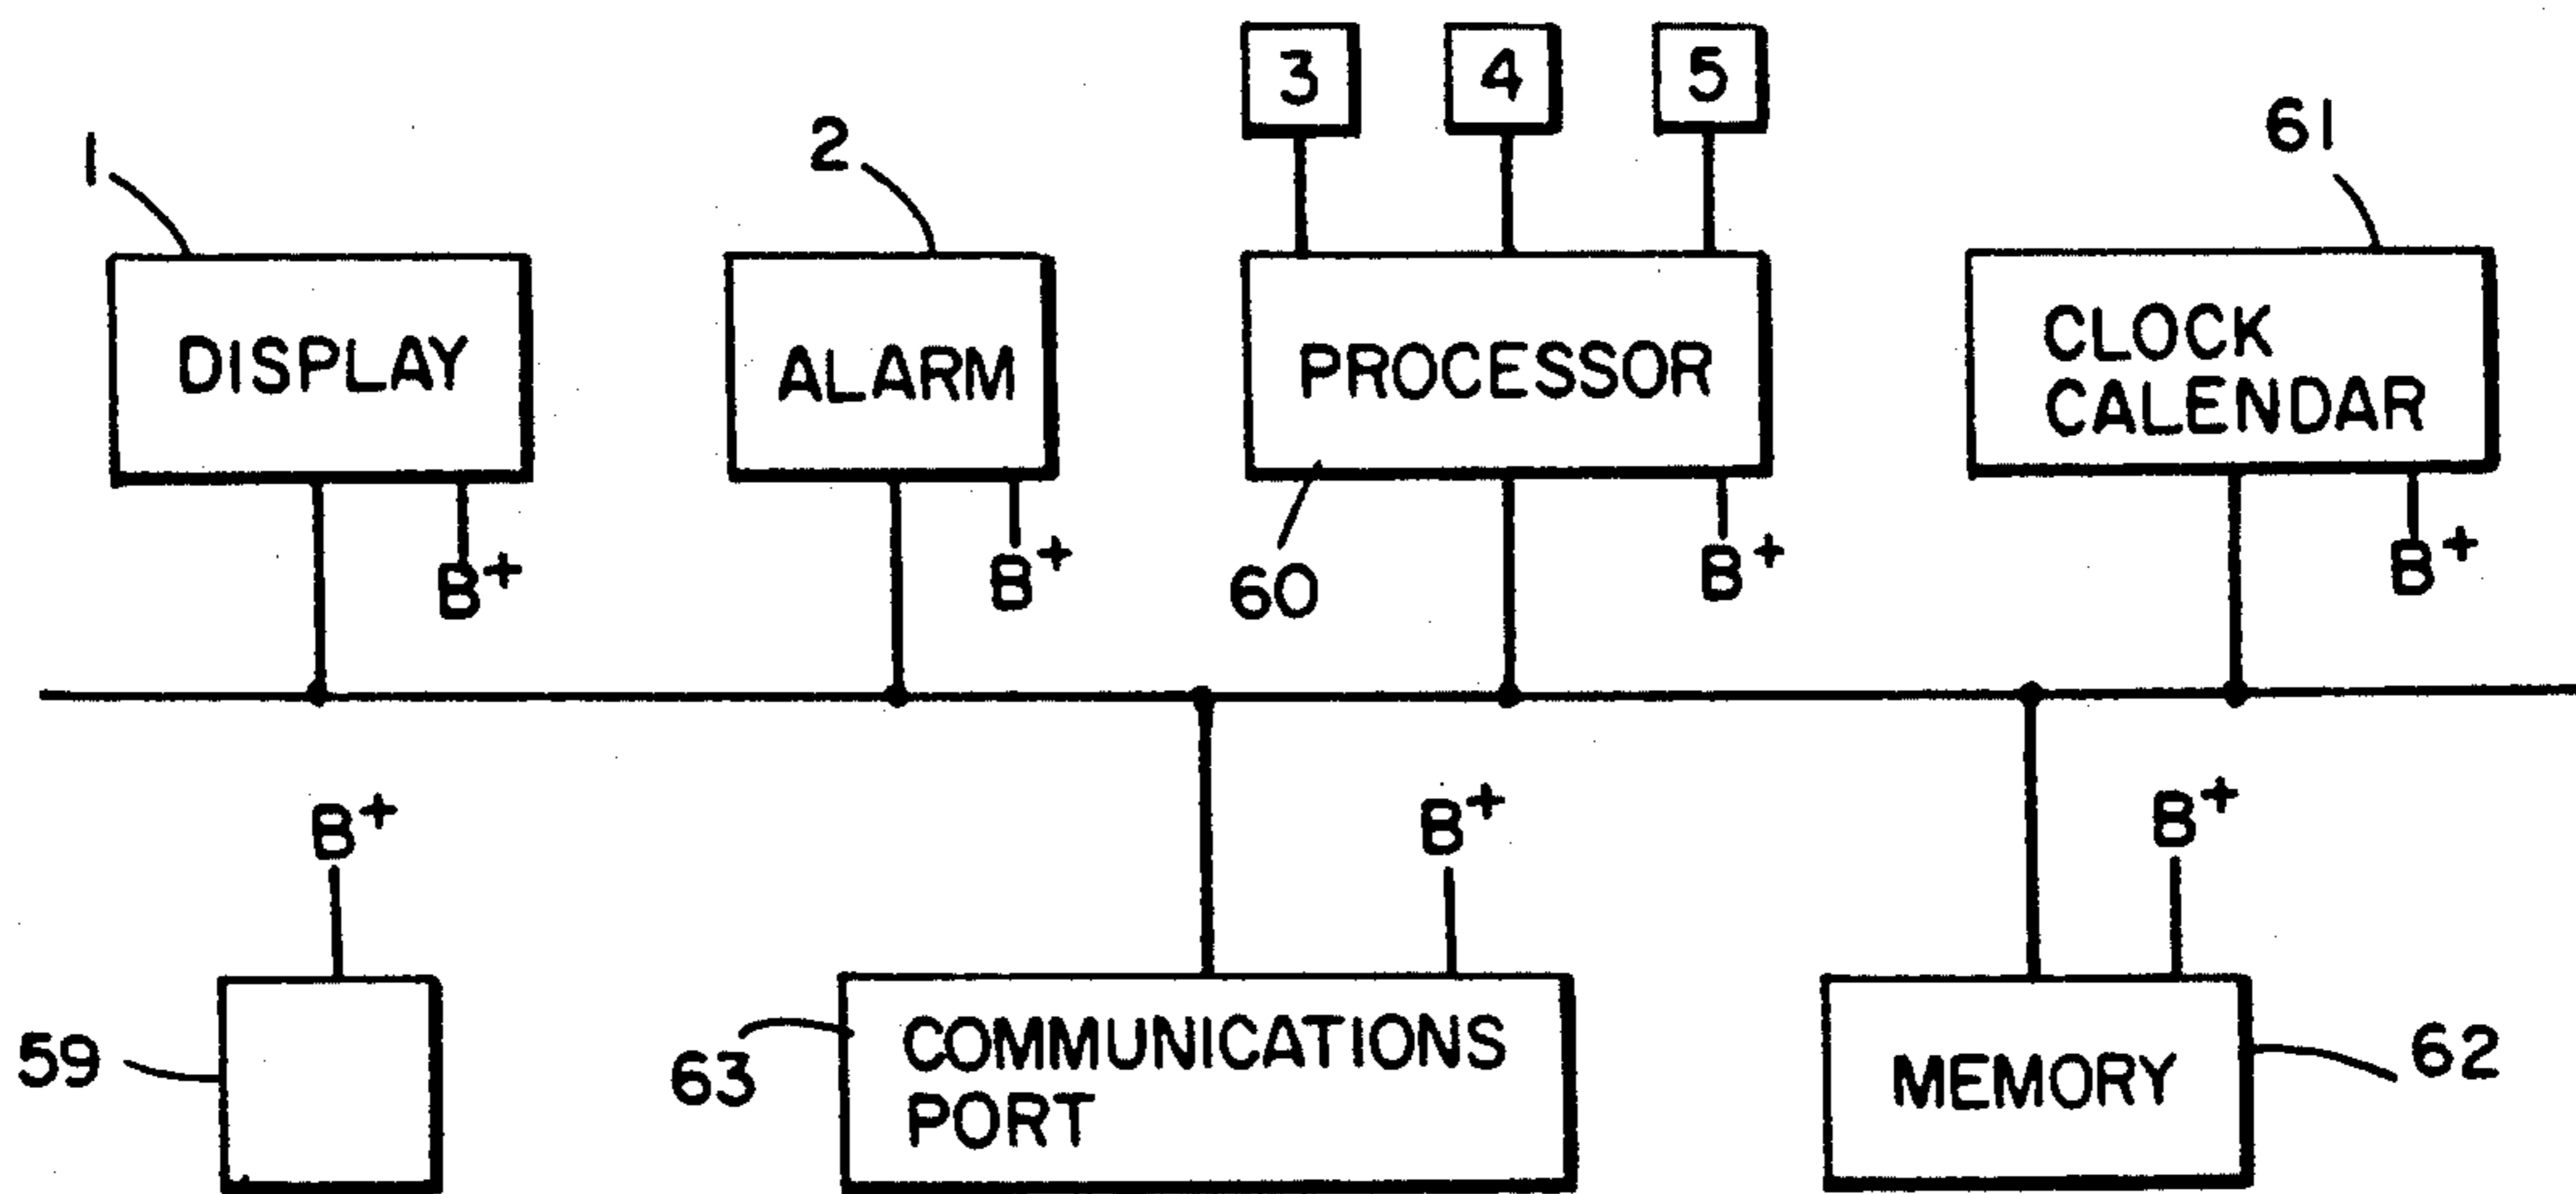 3 4 5
61
1
2
DISPLAY
ALARM
PROCESSOR
CLOCK
CALENDAR
B+
B+
60
B+
B+
B+
B+
B+
59
63
COMMUNICATIONS
PORT
MEMORY
62